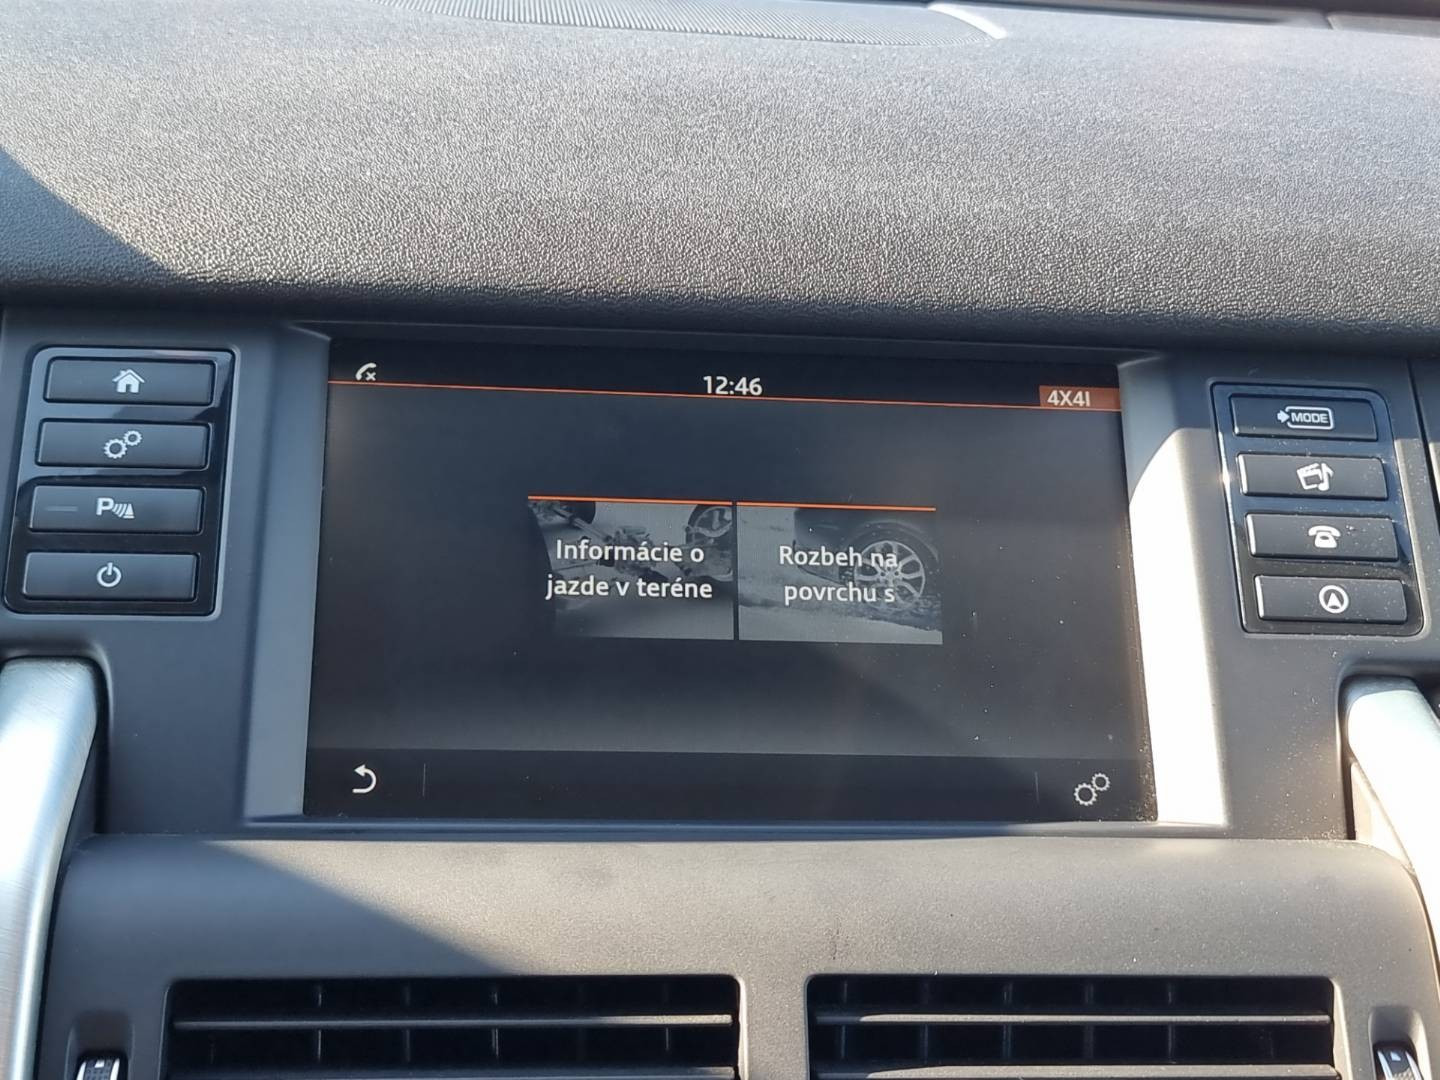 12:46
4X4I
Informácie o
jazde v teréne
Rozbeh na
povrchu s
P
MODE